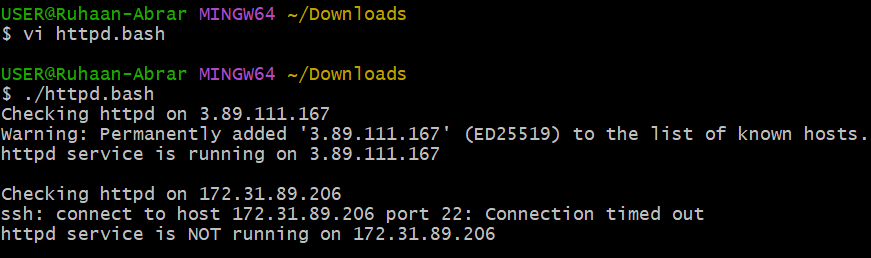 USER@Ruhaan-Abrar MINGW64 ~/Downloads
$ vi httpd.bash
USER@Ruhaan-Abrar MINGW64 ~/Downloads
$ ./httpd.bash
Checking httpd on 3.89.111.167
Warning: Permanently added '3.89.111.167' (ED25519) to the list of known hosts.
httpd service is running on 3.89.111.167
Checking httpd on 172.31.89.206
ssh: connect to host 172.31.89.206 port 22: Connection timed out
httpd service is NOT running on 172.31.89.206